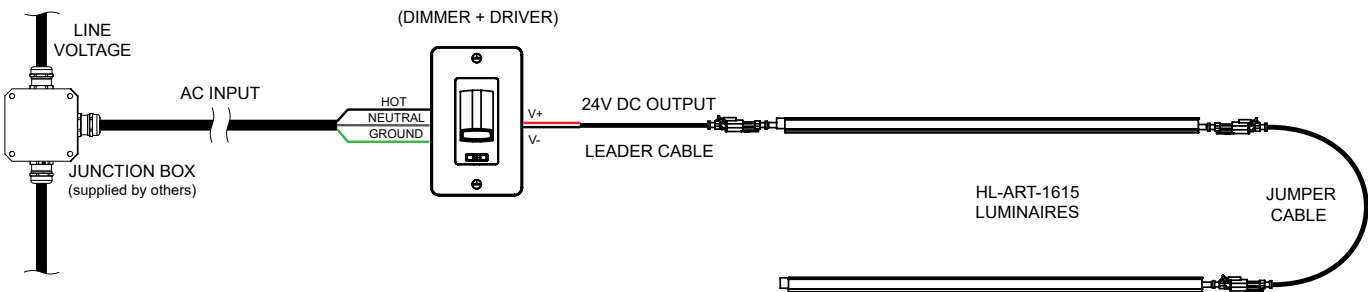 (DIMMER + DRIVER)
LINE
VOLTAGE
AC INPUT
HOT
NEUTRAL
GROUND
V+
V-
24V DC OUTPUT
LEADER CABLE
JUNCTION BOX
(supplied by others)
HL-ART-1615
LUMINAIRES
JUMPER
CABLE